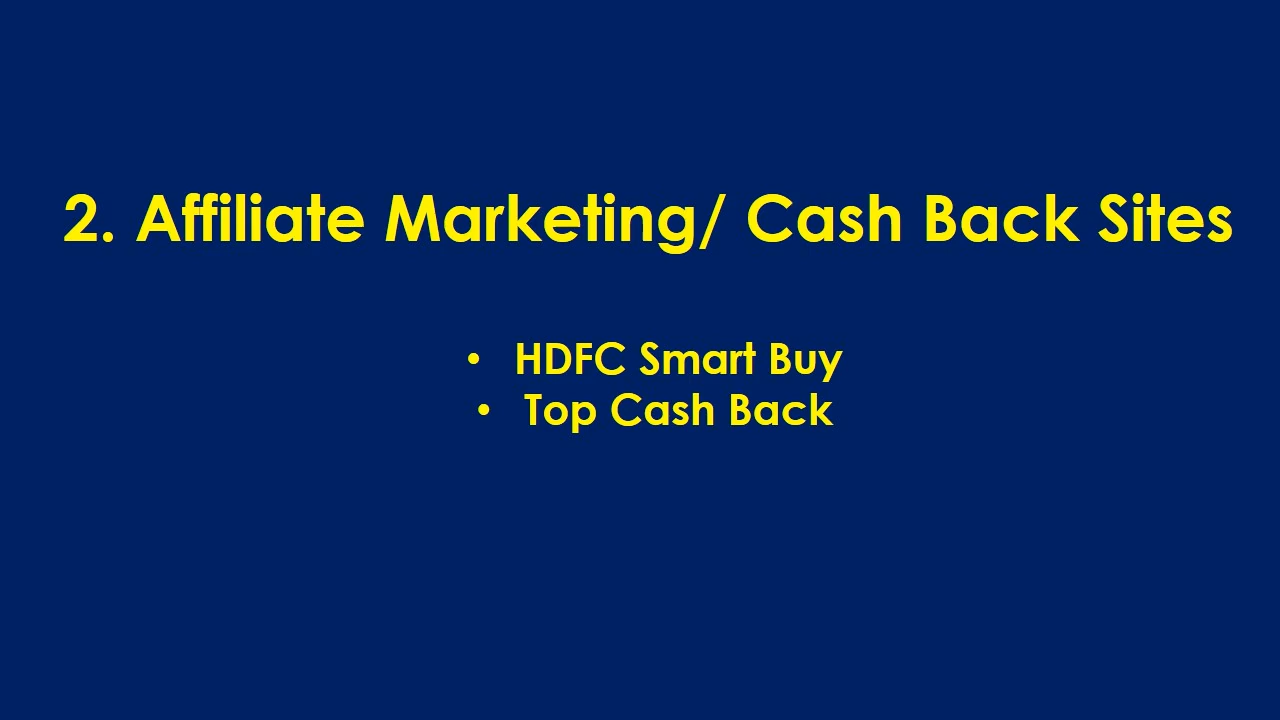 2. Affiliate Marketing/ Cash Back Sites
• HDFC Smart Buy
• Top Cash Back